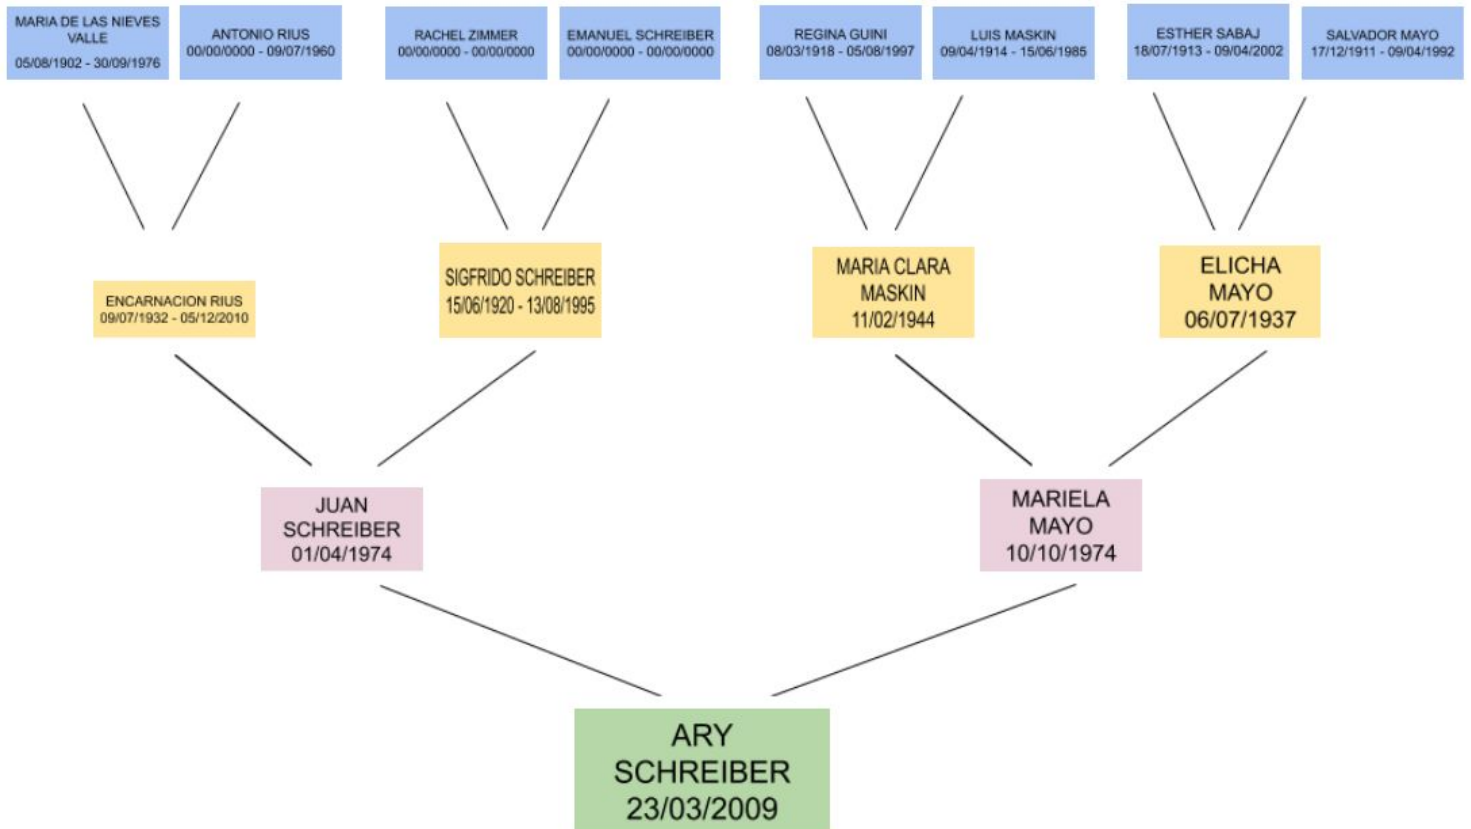 MARIA DE LAS NIEVES
VALLE
05/08/1902 - 30/09/1976
ANTONIO RIUS
00/00/0000 - 09/07/1960
RACHEL ZIMMER
00/00/0000 - 00/00/0000
EMANUEL SCHREIBER
00/00/0000 - 00/00/0000
REGINA GUINI
08/03/1918 - 05/08/1997
LUIS MASKIN
09/04/1914 - 15/06/1985
ESTHER SABAJ
18/07/1913 - 09/04/2002
SALVADOR MAYO
17/12/1911 - 09/04/1992
ENCARNACION RIUS
09/07/1932 - 05/12/2010
SIGFRIDO SCHREIBER
15/06/1920 - 13/08/1995
MARIA CLARA
MASKIN
11/02/1944
ELICHA
MAYO
06/07/1937
JUAN
SCHREIBER
01/04/1974
MARIELA
MAYO
10/10/1974
ARY
SCHREIBER
23/03/2009